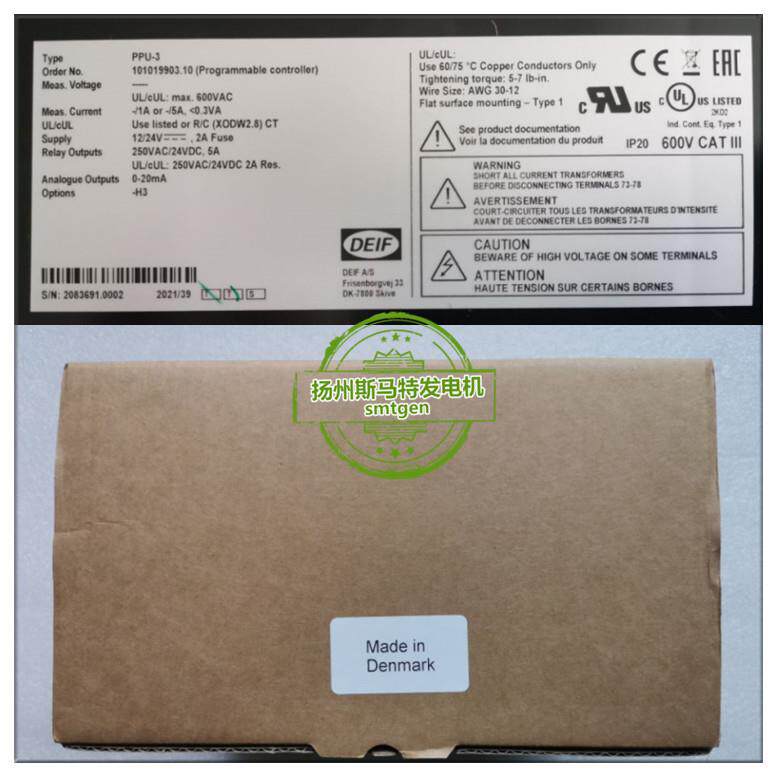 Type PPU-3
Order No. 101019903.10 (Programmable controller)
Meas. Voltage -----
UL/cUL: max. 600VAC
Meas. Current -/1A or -/5A, <0.3VA
UL/cUL Use listed or R/C (XODW2.8) CT
Supply 12/24V⎓, 2A Fuse
Relay Outputs 250VAC/24VDC, 5A
UL/cUL: 250VAC/24VDC 2A Res.
Analogue Outputs 0-20mA
Options -H3
DEIF
DEIF A/S
Frisenborgvej 33
DK-7800 Skive
S/N: 2083691.0002 2021/39 T T S
UL/cUL:
Use 60/75 °C Copper Conductors Only
Tightening torque: 5-7 lb-in.
Wire Size: AWG 30-12
Flat surface mounting – Type 1
CE EAC
c RU US
c UL US LISTED
2K00
Ind. Cont. Eq. Type 1
See product documentation
Voir la documentation du produit
IP20 600V CAT III
WARNING
SHORT ALL CURRENT TRANSFORMERS
BEFORE DISCONNECTING TERMINALS 73-78
AVERTISSEMENT
COURT-CIRCUITER TOUS LES TRANSFORMATEURS D'INTENSITÉ
AVANT DE DECONNECTER LES BORNES 73-78
CAUTION
BEWARE OF HIGH VOLTAGE ON SOME TERMINALS
ATTENTION
HAUTE TENSION SUR CERTAINS BORNES
扬州斯马特发电机
smtgen
Made in
Denmark